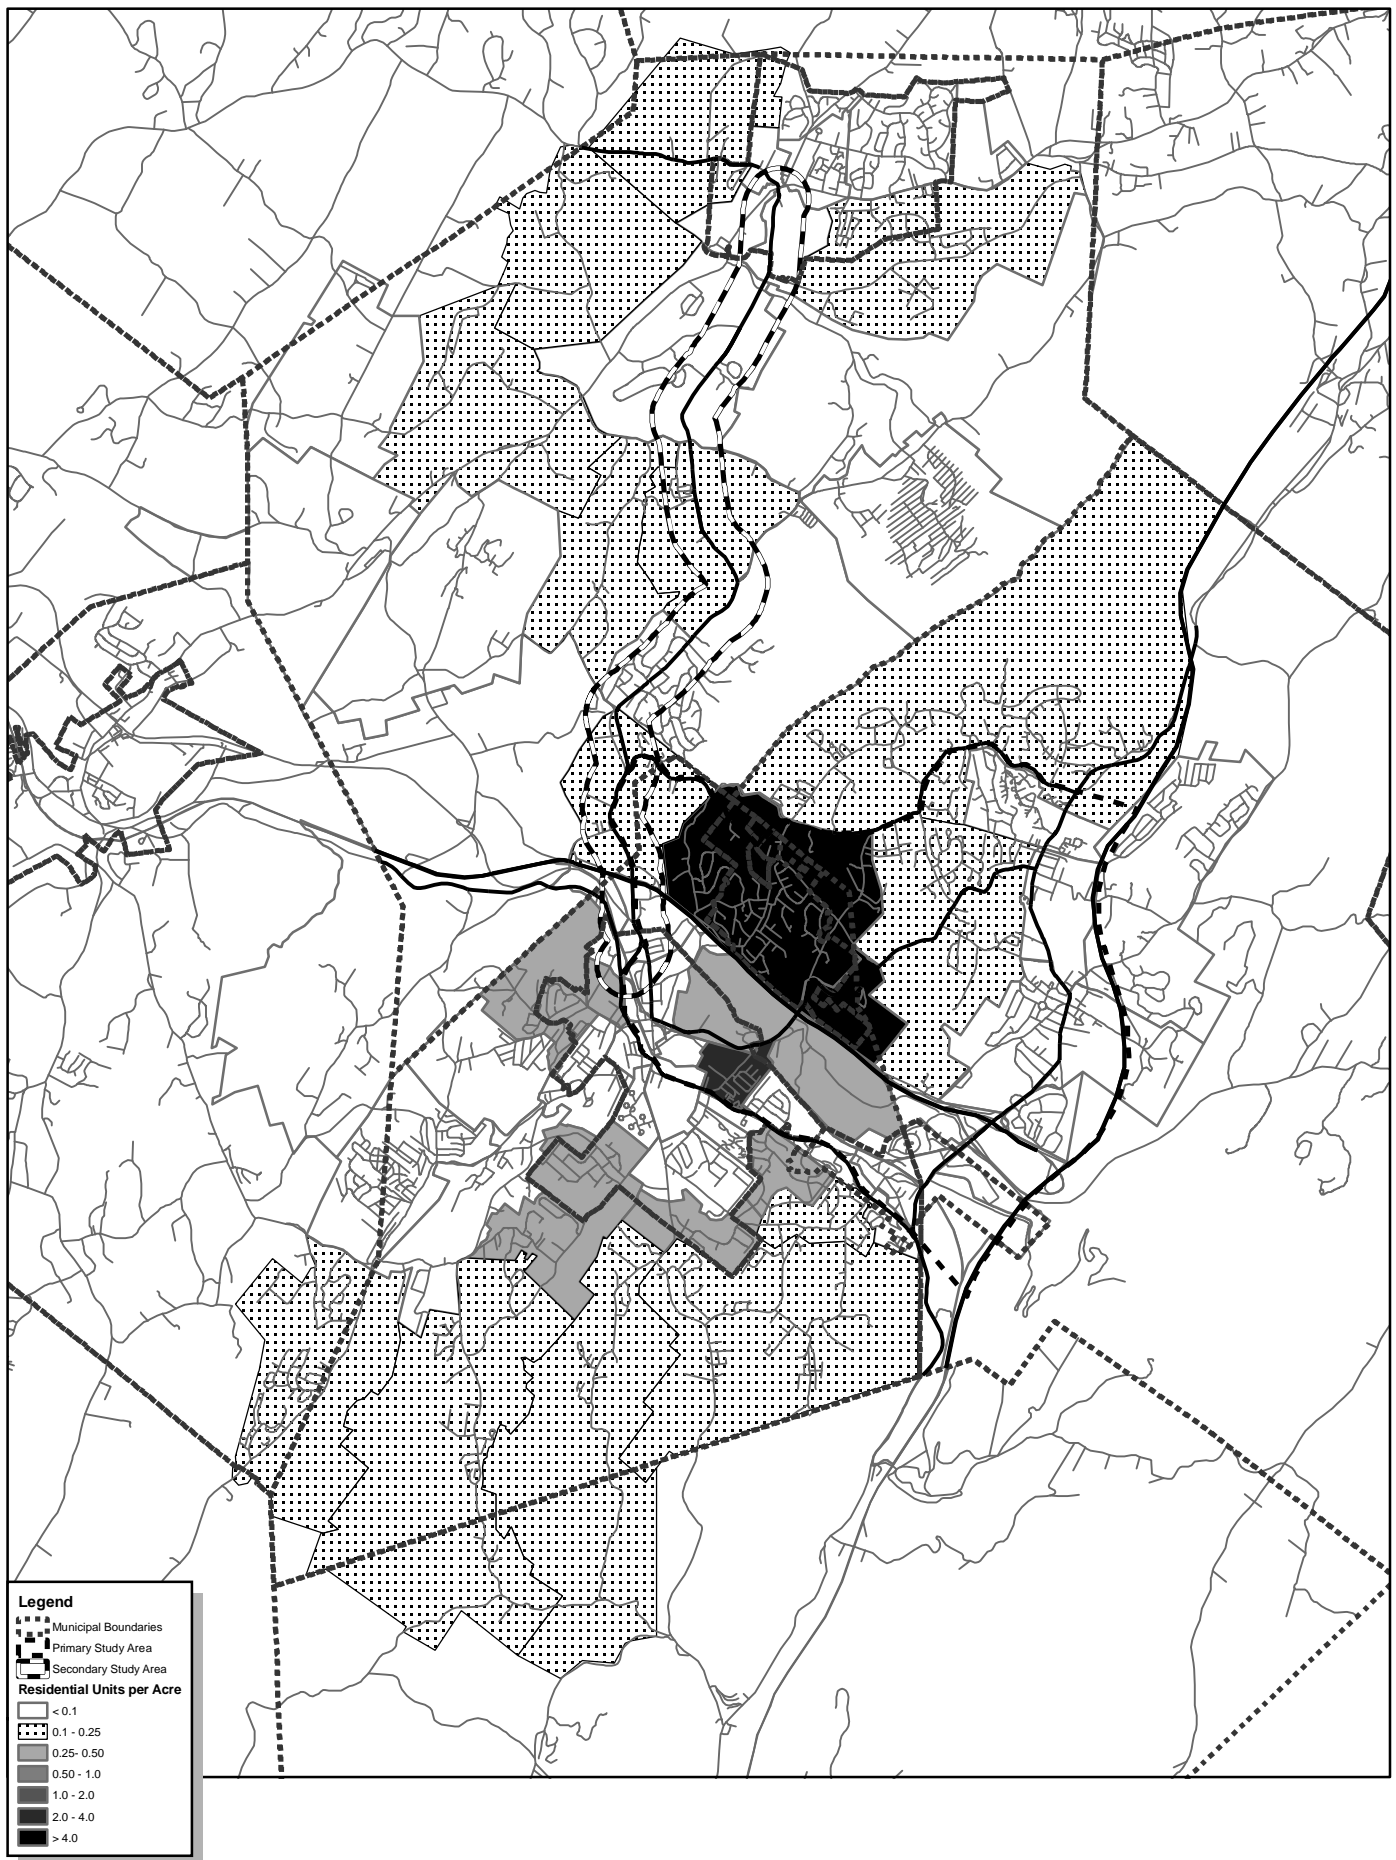 Legend
Municipal Boundaries
Primary Study Area
Secondary Study Area
Residential Units per Acre
< 0.1
0.1 - 0.25
0.25- 0.50
0.50 - 1.0
1.0 - 2.0
2.0 - 4.0
> 4.0